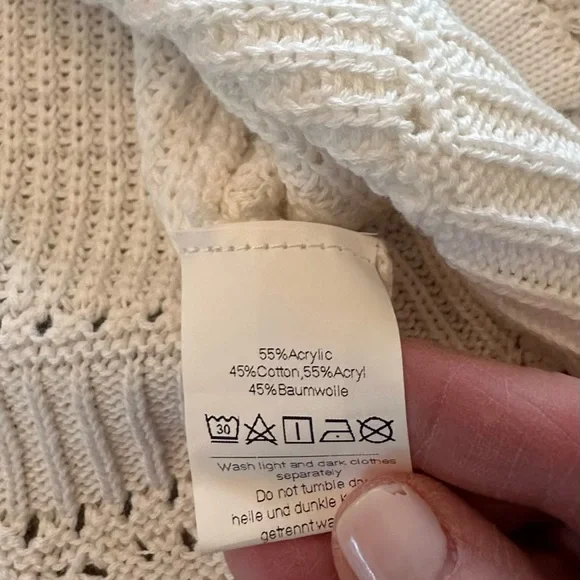 55%Acrylic
45%Cotton,55%Acryl
45%Baumwolle
30
Wash light and dark clothes
separately
Do not tumble
heile und dunkle